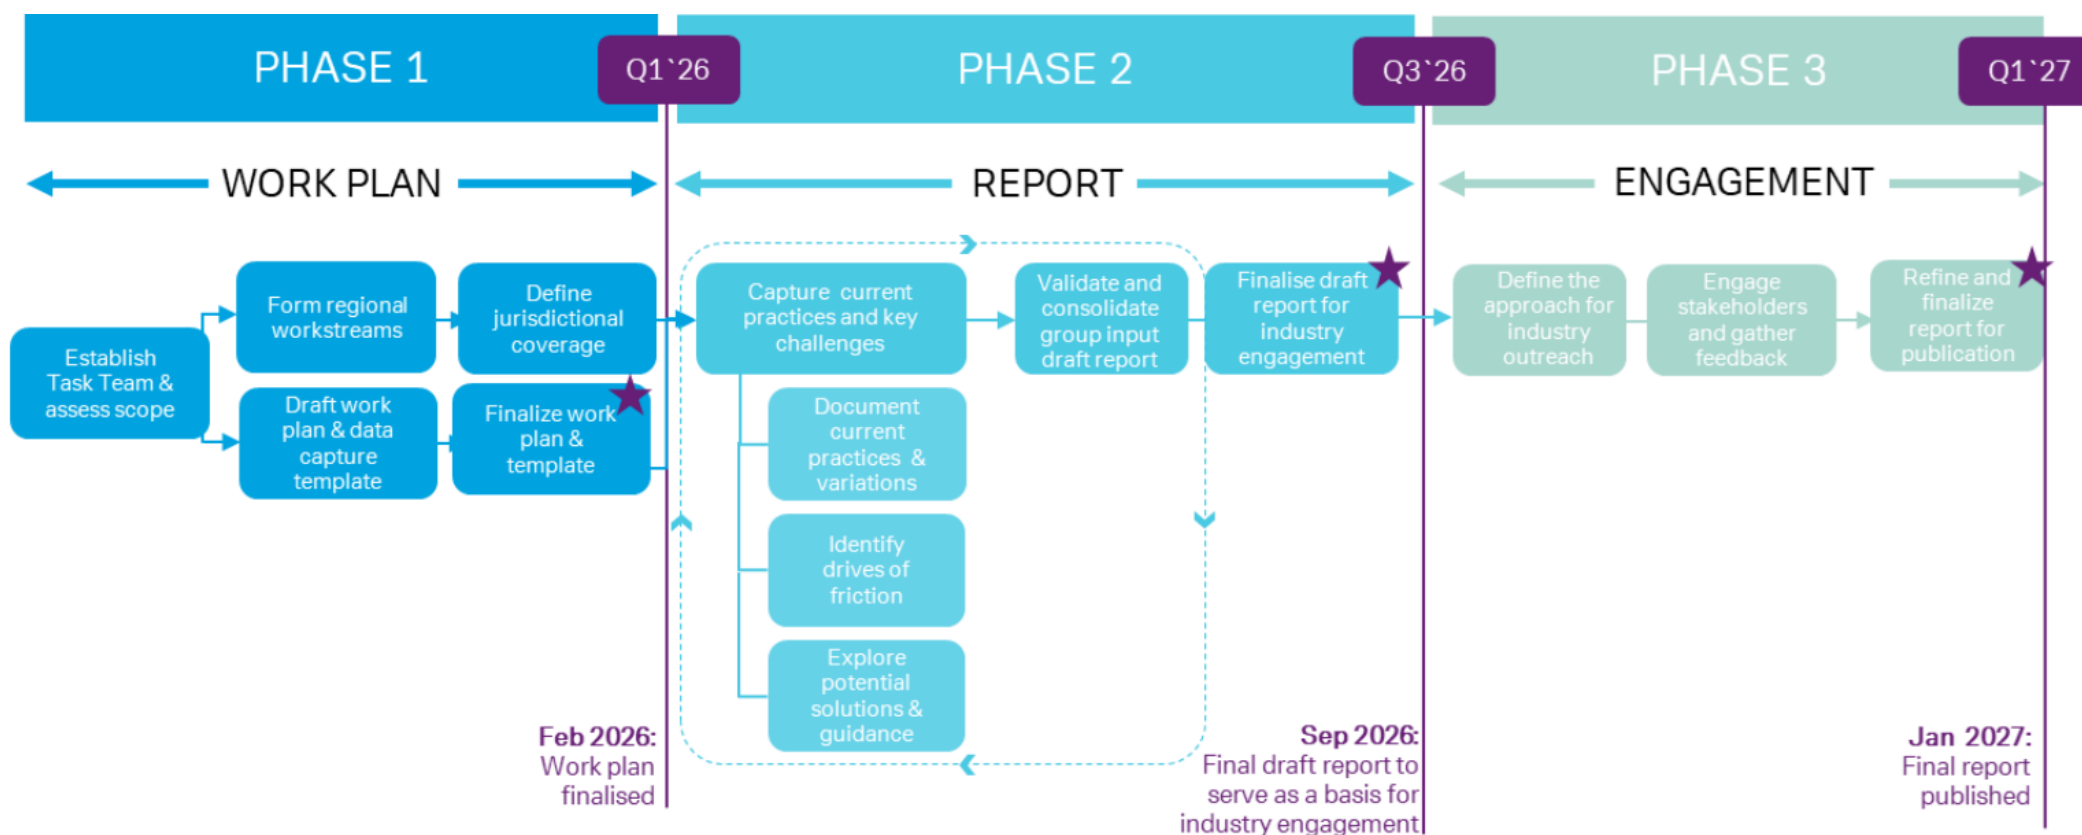 PHASE 1
Q1`26
PHASE 2
Q3`26
PHASE 3
Q1`27
WORK PLAN
REPORT
ENGAGEMENT
Establish
Task Team &
assess scope
Form regional
workstreams
Define
jurisdictional
coverage
Draft work
plan & data
capture
template
Finalize work
plan &
template
Capture current
practices and key
challenges
Document
current
practices &
variations
Identify
drives of
friction
Explore
potential
solutions &
guidance
Validate and
consolidate
group input
draft report
Finalise draft
report for
industry
engagement
Define the
approach for
industry
outreach
Engage
stakeholders
and gather
feedback
Refine and
finalize
report for
publication
Feb 2026:
Work plan
finalised
Sep 2026:
Final draft report to
serve as a basis for
industry engagement
Jan 2027:
Final report
published